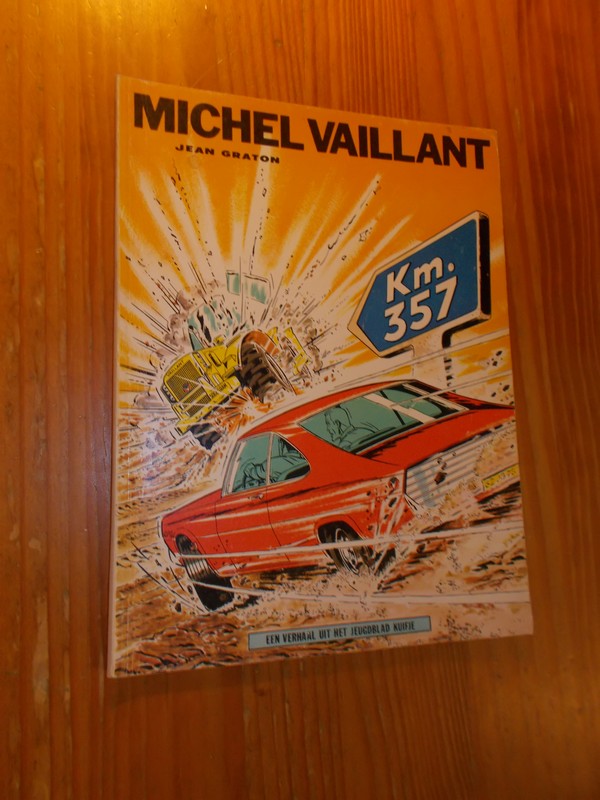 MICHEL VAILLANT
JEAN GRATON
Km.
357
EEN VERHAAL UIT HET JEUGDBLAD KUIFJE